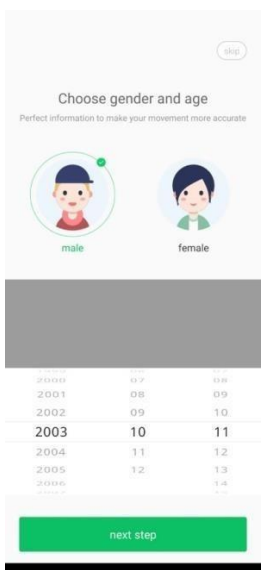 skip
Choose gender and age
Perfect information to make your movement more accurate
male female
2000 07 08
2001 08 09
2002 09 10
2003 10 11
2004 11 12
2005 12 13
2006 14
next step